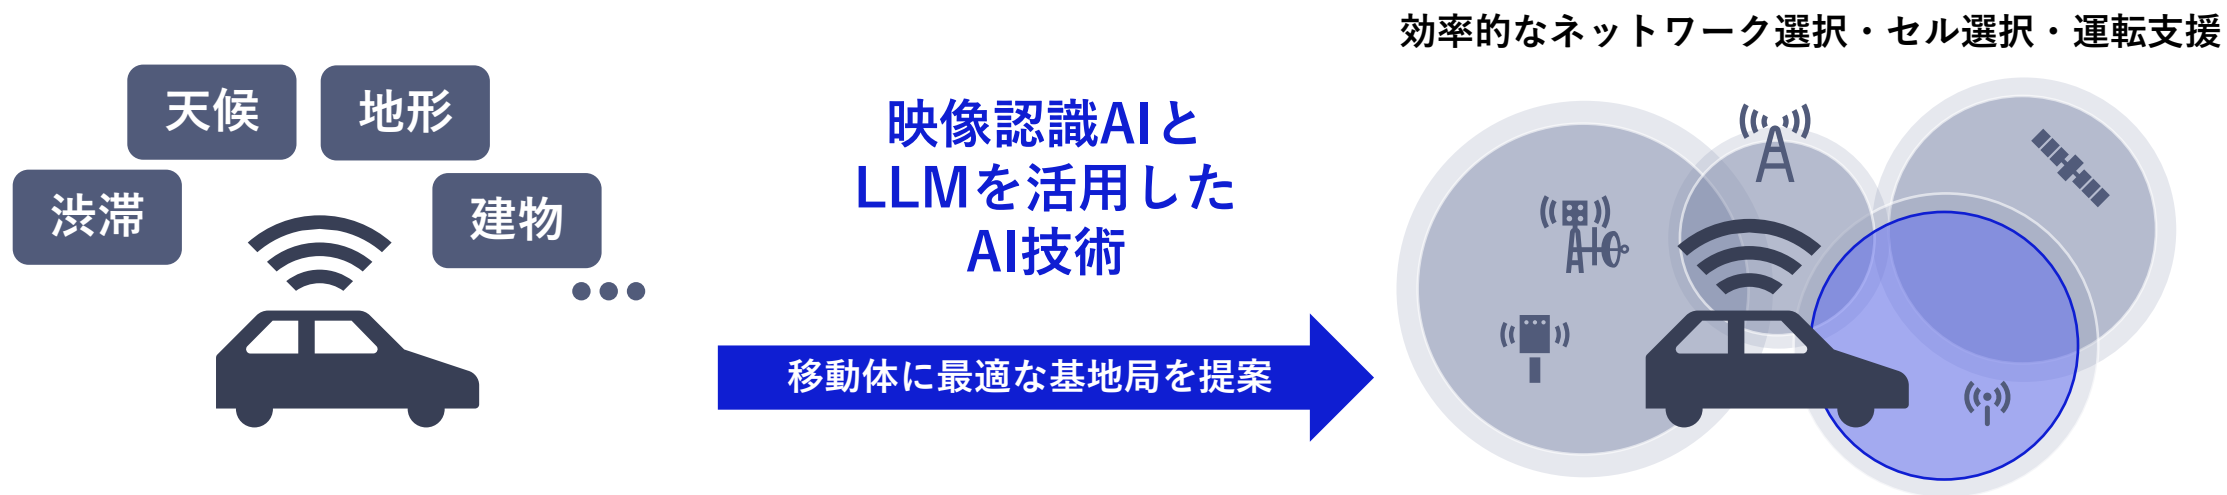 天候
地形
渋滞
建物
映像認識AIと
LLMを活用した
AI技術
移動体に最適な基地局を提案
効率的なネットワーク選択・セル選択・運転支援